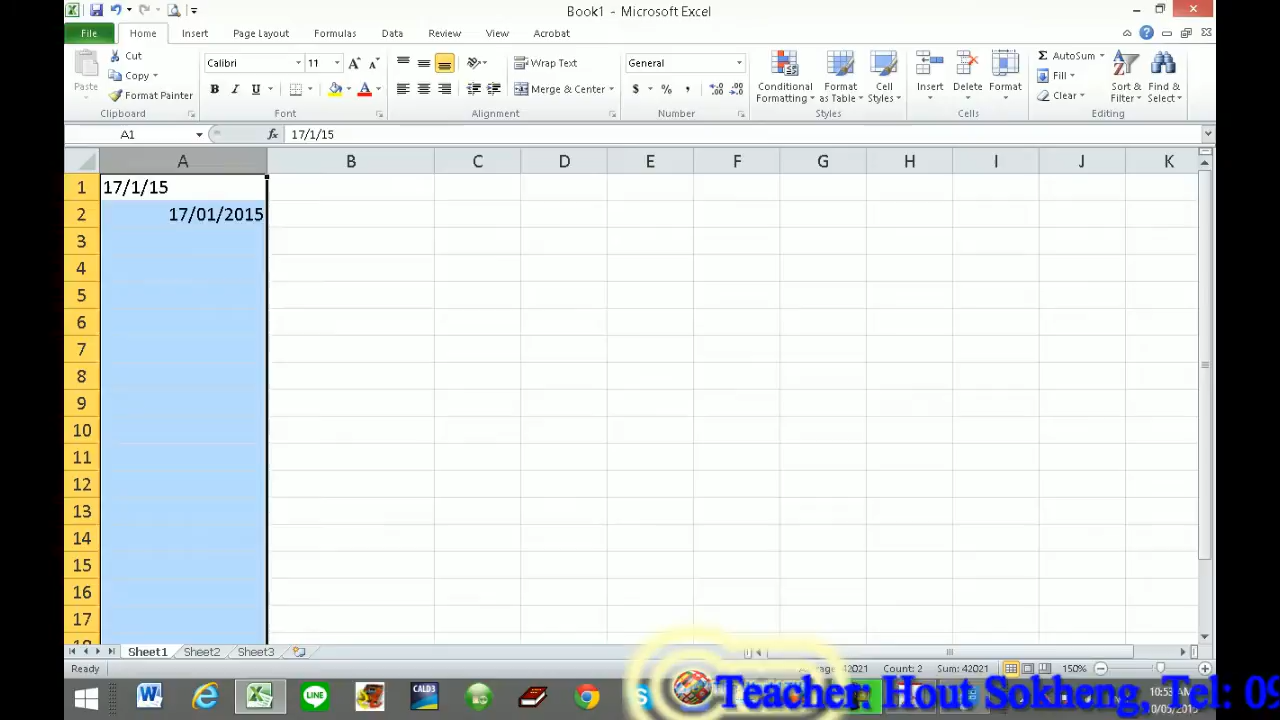 Book1 - Microsoft Excel
File Home Insert Page Layout Formulas Data Review View Acrobat
Paste
Cut
Copy
Format Painter
Clipboard
Calibri 11
B I U
Font
Wrap Text
Merge & Center
Alignment
General
$ % ,
Number
Conditional Formatting
Format as Table
Cell Styles
Styles
Insert Delete Format
Cells
AutoSum
Fill
Clear
Sort & Filter
Find & Select
Editing
A1 fx 17/1/15
A B C D E F G H I J K
1 17/1/15
2 17/01/2015
3
4
5
6
7
8
9
10
11
12
13
14
15
16
17
Sheet1 Sheet2 Sheet3
Ready 42021 Count: 2 Sum: 42021 150%
LINE CALD3
Teacher: Hout Sokheng, Tel: 09